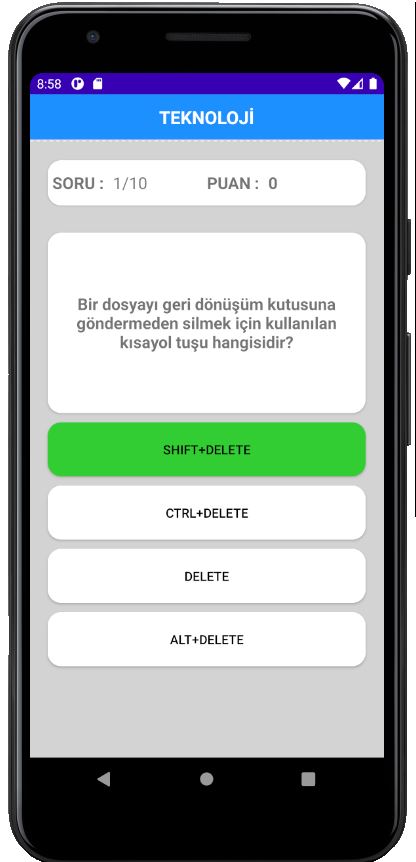 8:58
TEKNOLOJİ
SORU : 1/10 PUAN : 0
Bir dosyayı geri dönüşüm kutusuna
göndermeden silmek için kullanılan
kısayol tuşu hangisidir?
SHIFT+DELETE
CTRL+DELETE
DELETE
ALT+DELETE